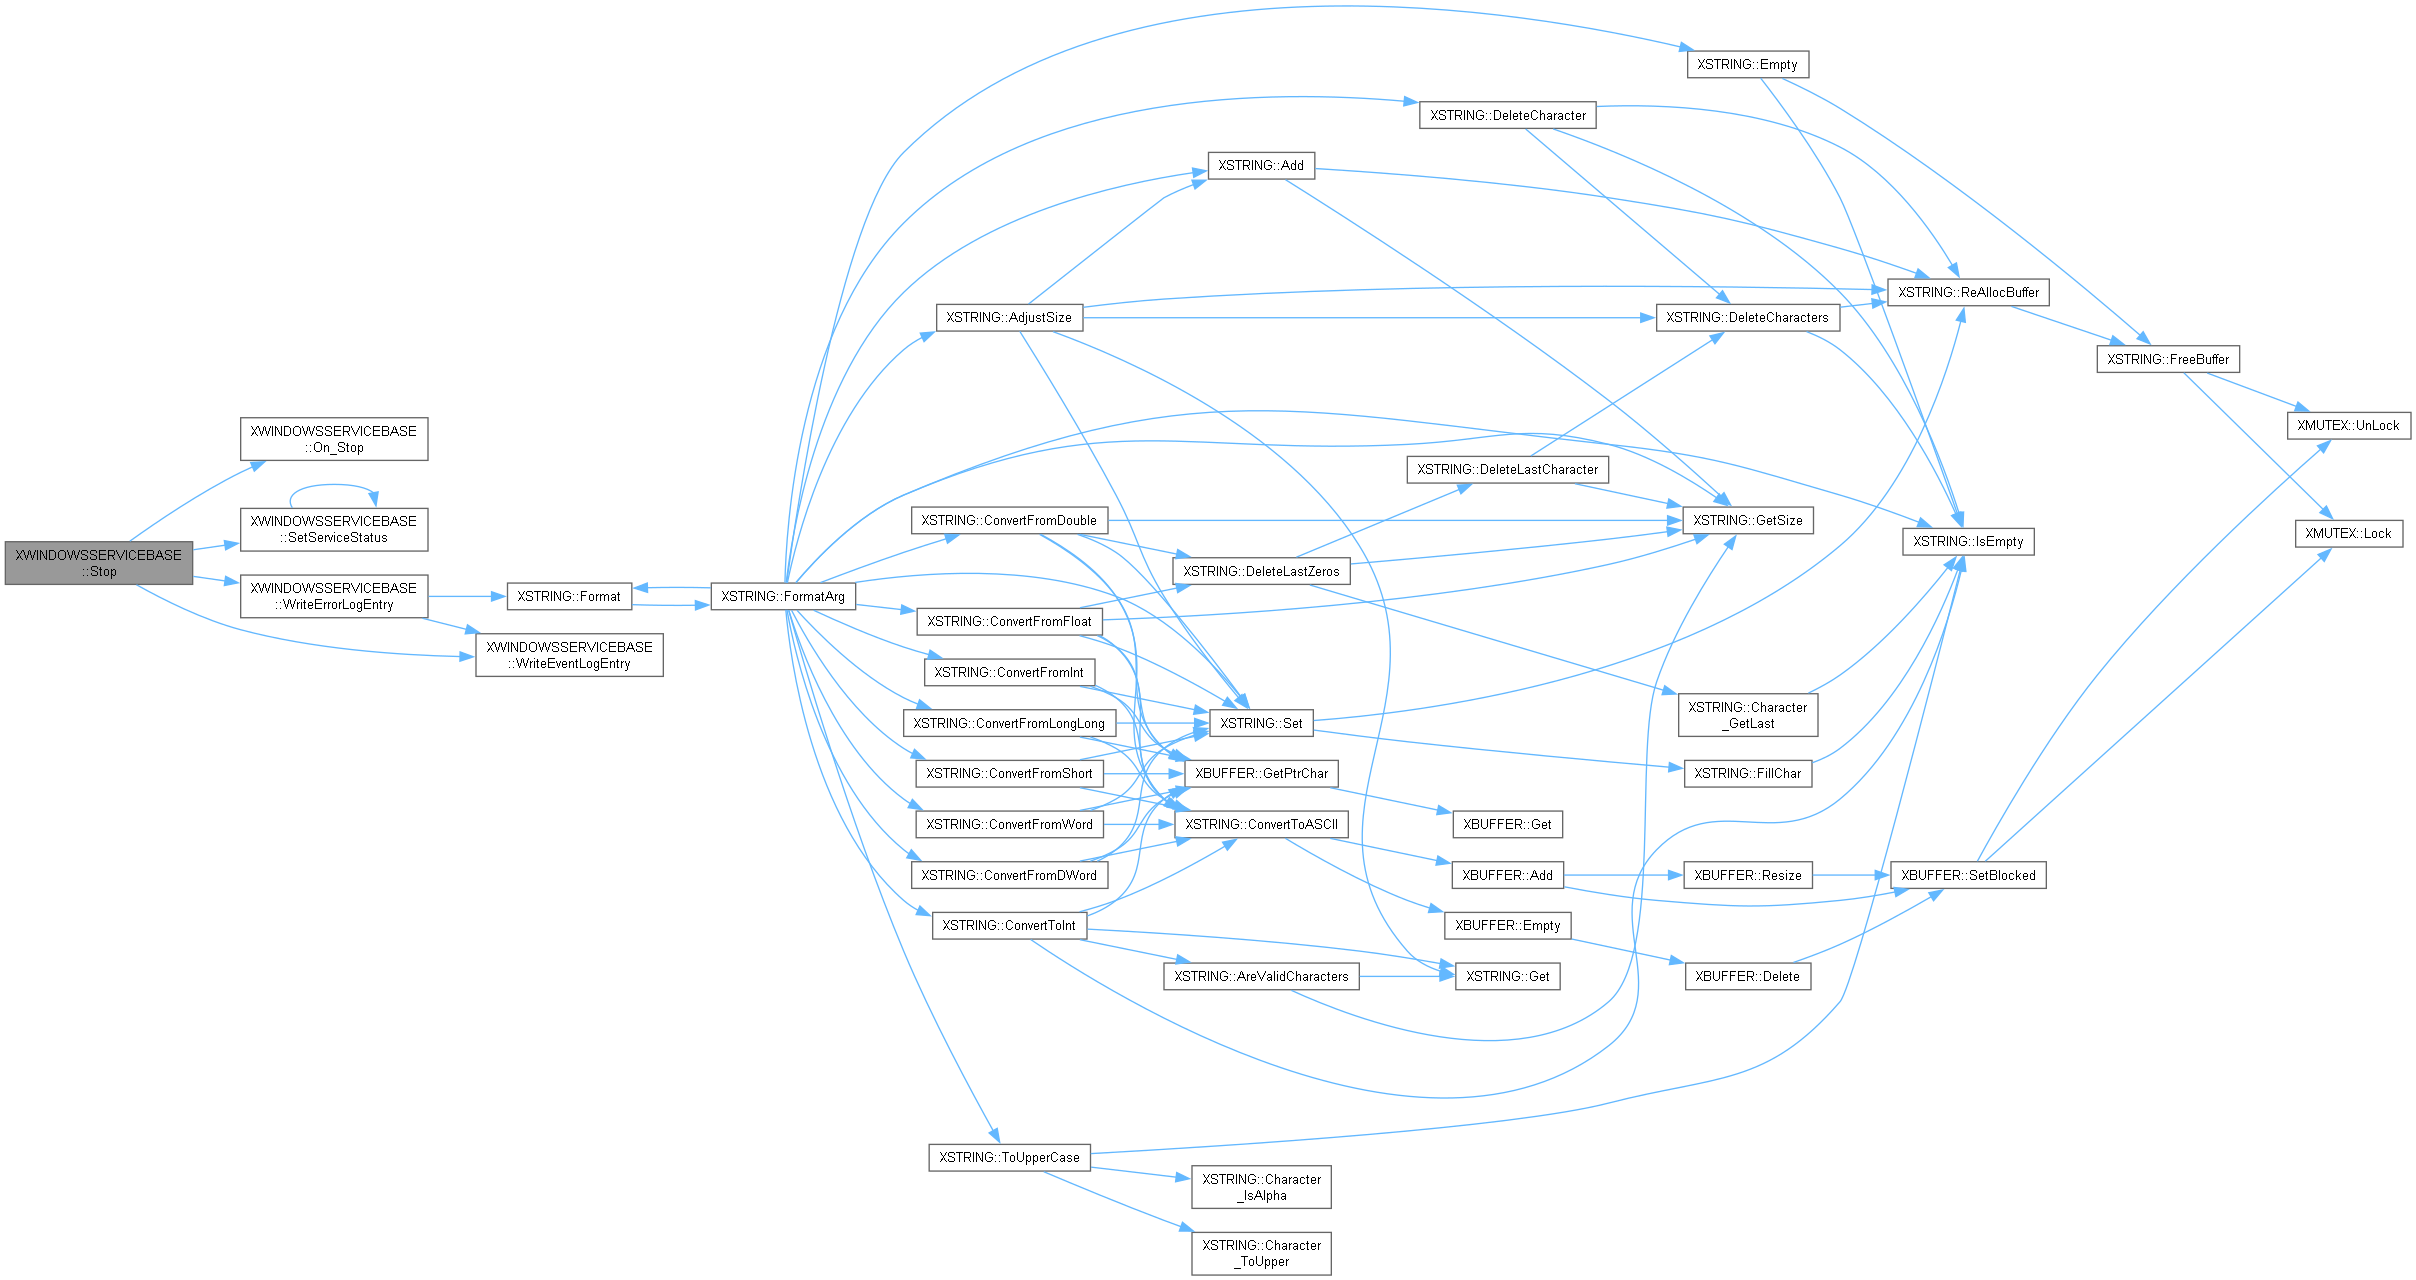 XWINDOWSSERVICEBASE
::Stop
XWINDOWSSERVICEBASE
::On_Stop
XWINDOWSSERVICEBASE
::SetServiceStatus
XWINDOWSSERVICEBASE
::WriteErrorLogEntry
XWINDOWSSERVICEBASE
::WriteEventLogEntry
XSTRING::Format
XSTRING::FormatArg
XSTRING::Add
XSTRING::AdjustSize
XSTRING::ConvertFromDouble
XSTRING::ConvertFromFloat
XSTRING::ConvertFromInt
XSTRING::ConvertFromLongLong
XSTRING::ConvertFromShort
XSTRING::ConvertFromWord
XSTRING::ConvertFromDWord
XSTRING::ConvertToInt
XSTRING::ToUpperCase
XSTRING::DeleteLastZeros
XSTRING::Set
XBUFFER::GetPtrChar
XSTRING::ConvertToASCII
XSTRING::AreValidCharacters
XSTRING::Character
_IsAlpha
XSTRING::Character
_ToUpper
XSTRING::DeleteCharacter
XSTRING::DeleteLastCharacter
XBUFFER::Get
XBUFFER::Add
XBUFFER::Empty
XSTRING::Get
XSTRING::Empty
XSTRING::DeleteCharacters
XSTRING::GetSize
XSTRING::Character
_GetLast
XSTRING::FillChar
XBUFFER::Resize
XBUFFER::Delete
XSTRING::ReAllocBuffer
XSTRING::IsEmpty
XBUFFER::SetBlocked
XSTRING::FreeBuffer
XMUTEX::UnLock
XMUTEX::Lock